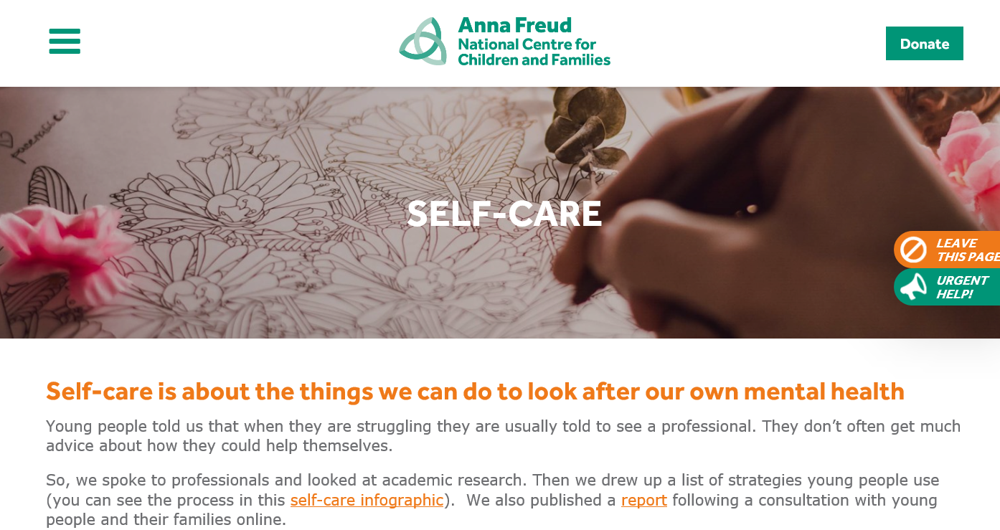 Anna Freud
National Centre for
Children and Families
Donate
SELF-CARE
LEAVE
THIS PAGE
URGENT
HELP!
Self-care is about the things we can do to look after our own mental health
Young people told us that when they are struggling they are usually told to see a professional. They don’t often get much
advice about how they could help themselves.
So, we spoke to professionals and looked at academic research. Then we drew up a list of strategies young people use
(you can see the process in this self-care infographic).  We also published a report following a consultation with young
people and their families online.